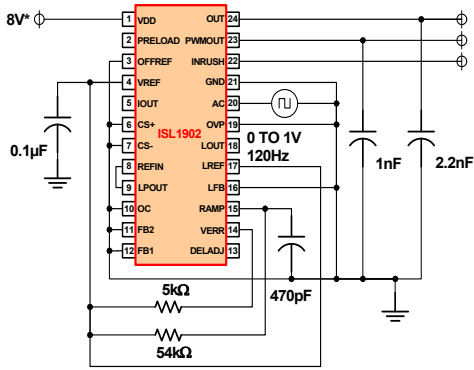 8V*
1 VDD OUT 24
2 PRELOAD PWMOUT 23
3 OFFREF INRUSH 22
4 VREF GND 21
5 IOUT AC 20
ISL1902
6 CS+ OVP 19
7 CS- LOUT 18
8 REFIN LREF 17
9 LPOUT LFB 16
10 OC RAMP 15
11 FB2 VERR 14
12 FB1 DELADJ 13
0.1µF
0 TO 1V
120Hz
1nF
2.2nF
470pF
5kΩ
54kΩ